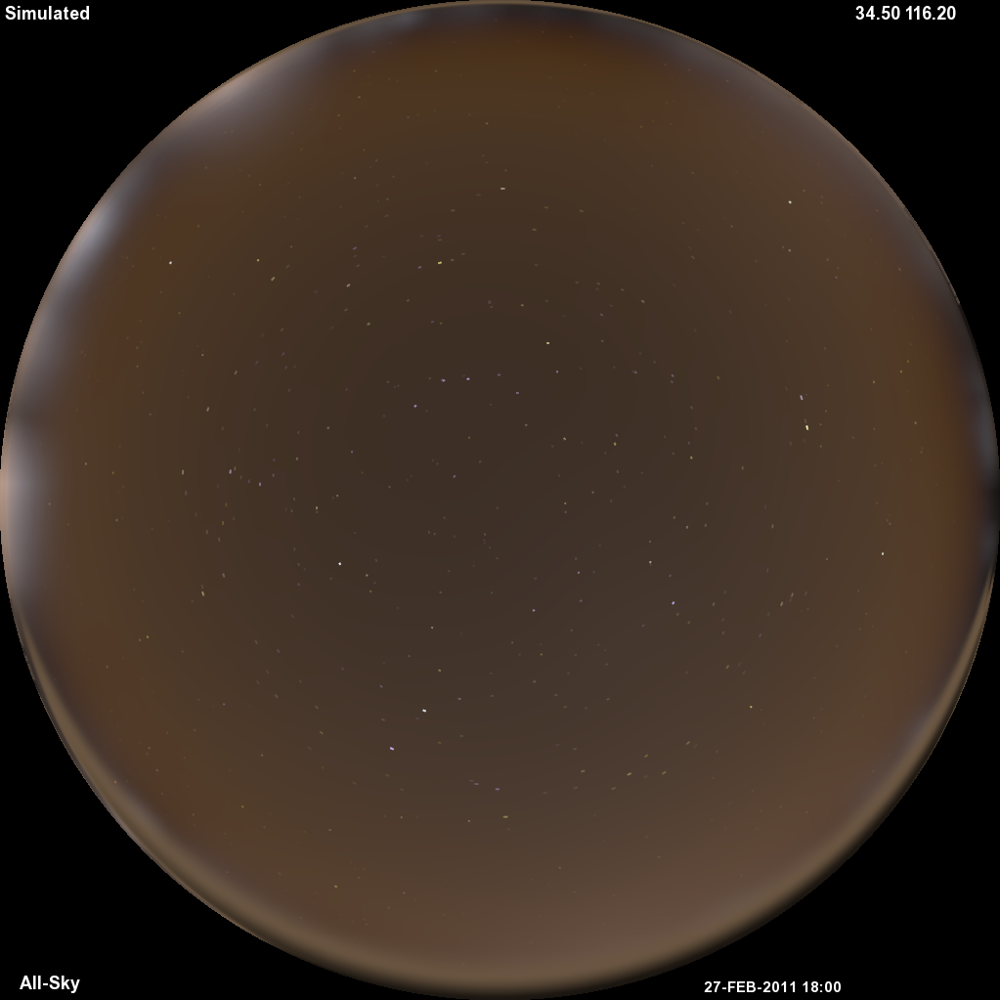 Simulated
34.50 116.20
All-Sky
27-FEB-2011 18:00